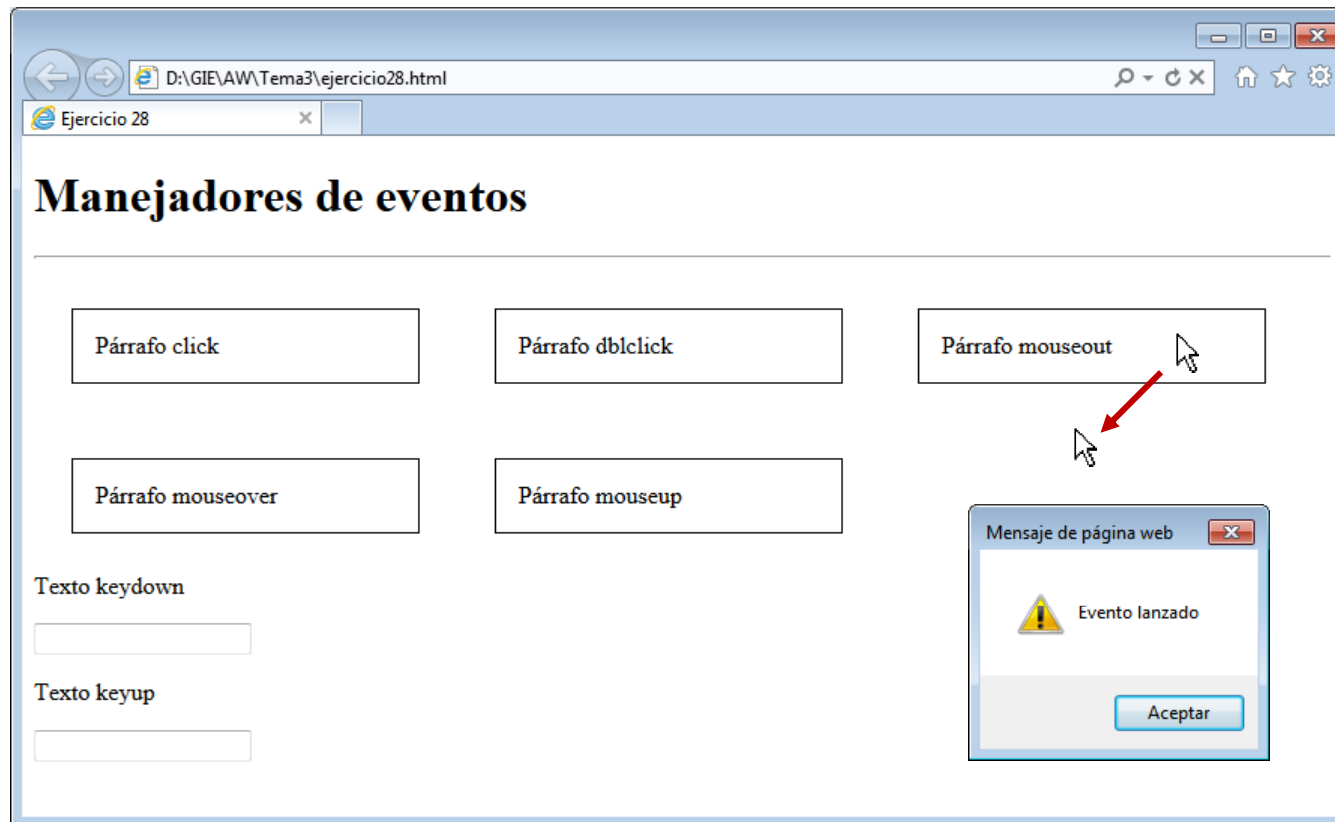 D:\GIE\AW\Tema3\ejercicio28.html
Ejercicio 28
Manejadores de eventos
Párrafo click
Párrafo dblclick
Párrafo mouseout
Párrafo mouseover
Párrafo mouseup
Mensaje de página web
Evento lanzado
Aceptar
Texto keydown
Texto keyup